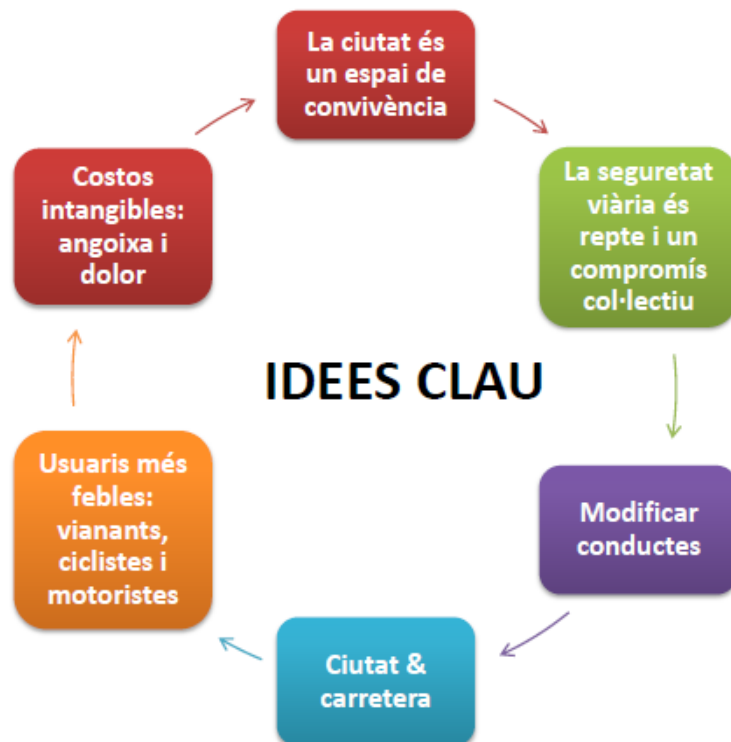 La ciutat és
un espai de
convivència
La seguretat
viària és
repte i un
compromís
col·lectiu
Modificar
conductes
Ciutat &
carretera
Usuaris més
febles:
vianants,
ciclistes i
motoristes
Costos
intangibles:
angoixa i
dolor
IDEES CLAU